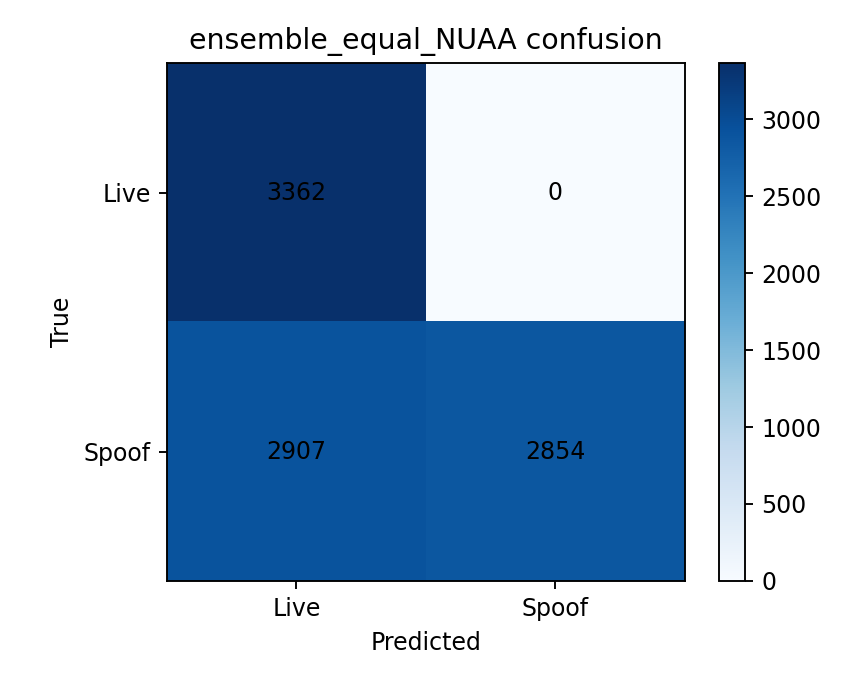 ensemble_equal_NUAA confusion
Live 3362 0
Spoof 2907 2854
Live Spoof
Predicted
True
3000
2500
2000
1500
1000
500
0